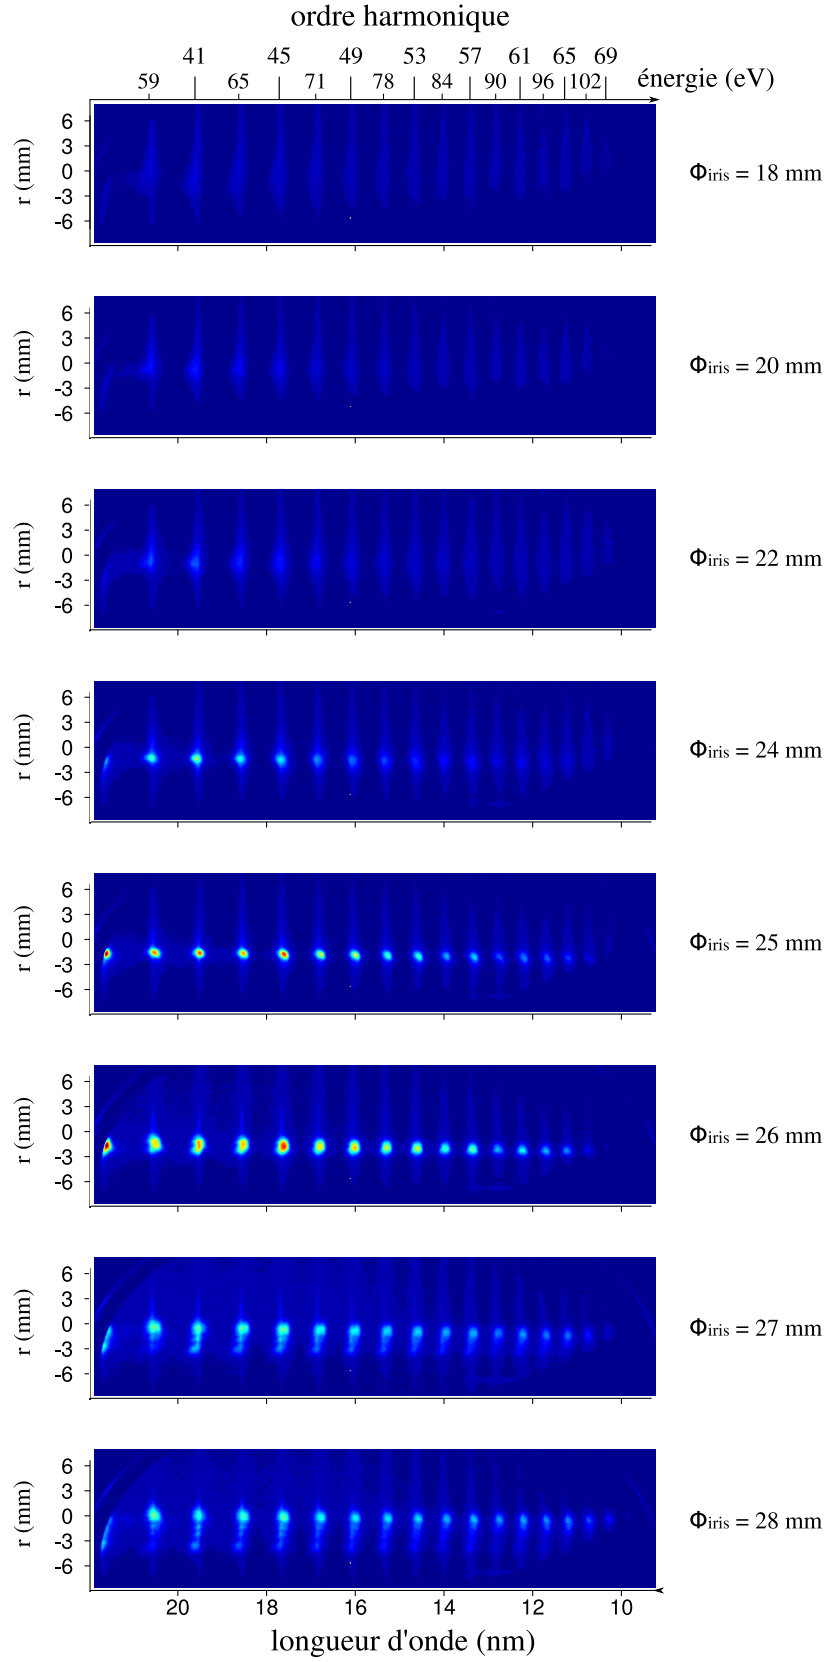 ordre harmonique
41 45 49 53 57 61 65 69
59 65 71 78 84 90 96 102 énergie (eV)
6
3
0
-3
-6
r (mm)
Φiris = 18 mm
6
3
0
-3
-6
r (mm)
Φiris = 20 mm
6
3
0
-3
-6
r (mm)
Φiris = 22 mm
6
3
0
-3
-6
r (mm)
Φiris = 24 mm
6
3
0
-3
-6
r (mm)
Φiris = 25 mm
6
3
0
-3
-6
r (mm)
Φiris = 26 mm
6
3
0
-3
-6
r (mm)
Φiris = 27 mm
6
3
0
-3
-6
r (mm)
Φiris = 28 mm
20 18 16 14 12 10
longueur d'onde (nm)